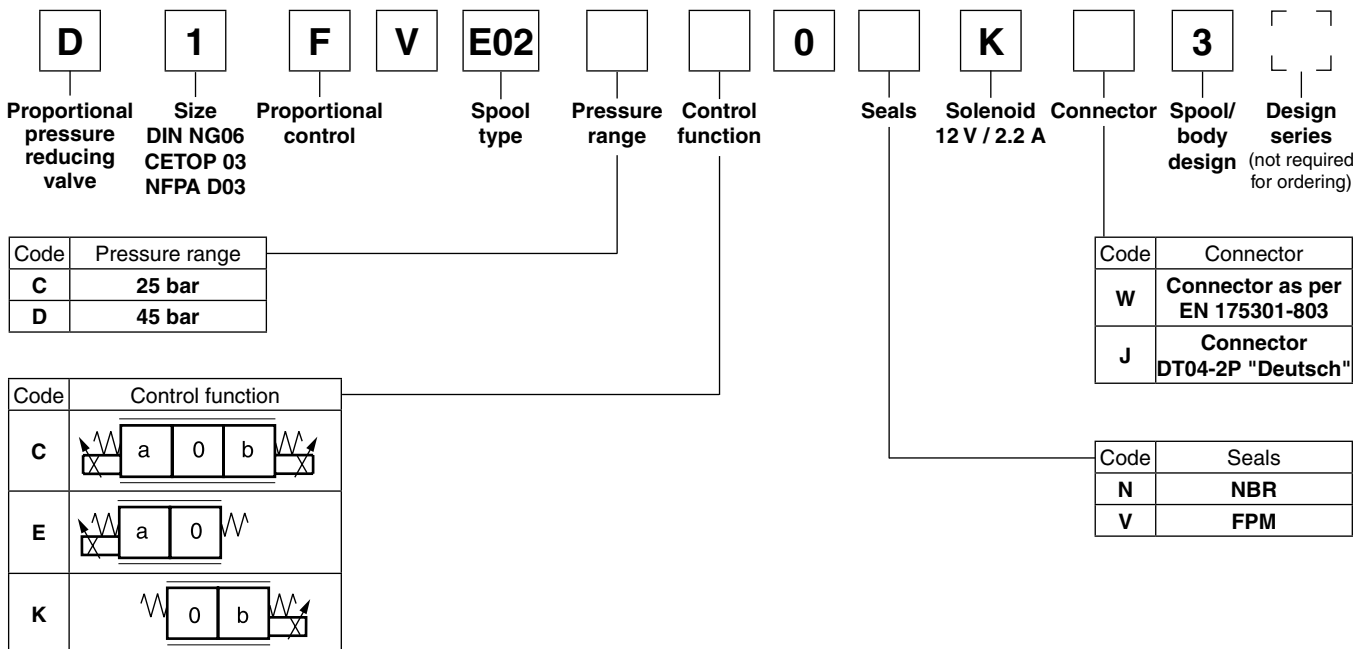 D 1 F V E02 0 K 3
Proportional
pressure
reducing
valve
Size
DIN NG06
CETOP 03
NFPA D03
Proportional
control
Spool
type
Pressure
range
Control
function
Seals
Solenoid
12 V / 2.2 A
Connector
Spool/
body
design
Design
series
(not required
for ordering)
Code Pressure range
C 25 bar
D 45 bar
Code Control function
C a 0 b
E a 0
K 0 b
Code Connector
W Connector as per
EN 175301-803
J Connector
DT04-2P "Deutsch"
Code Seals
N NBR
V FPM